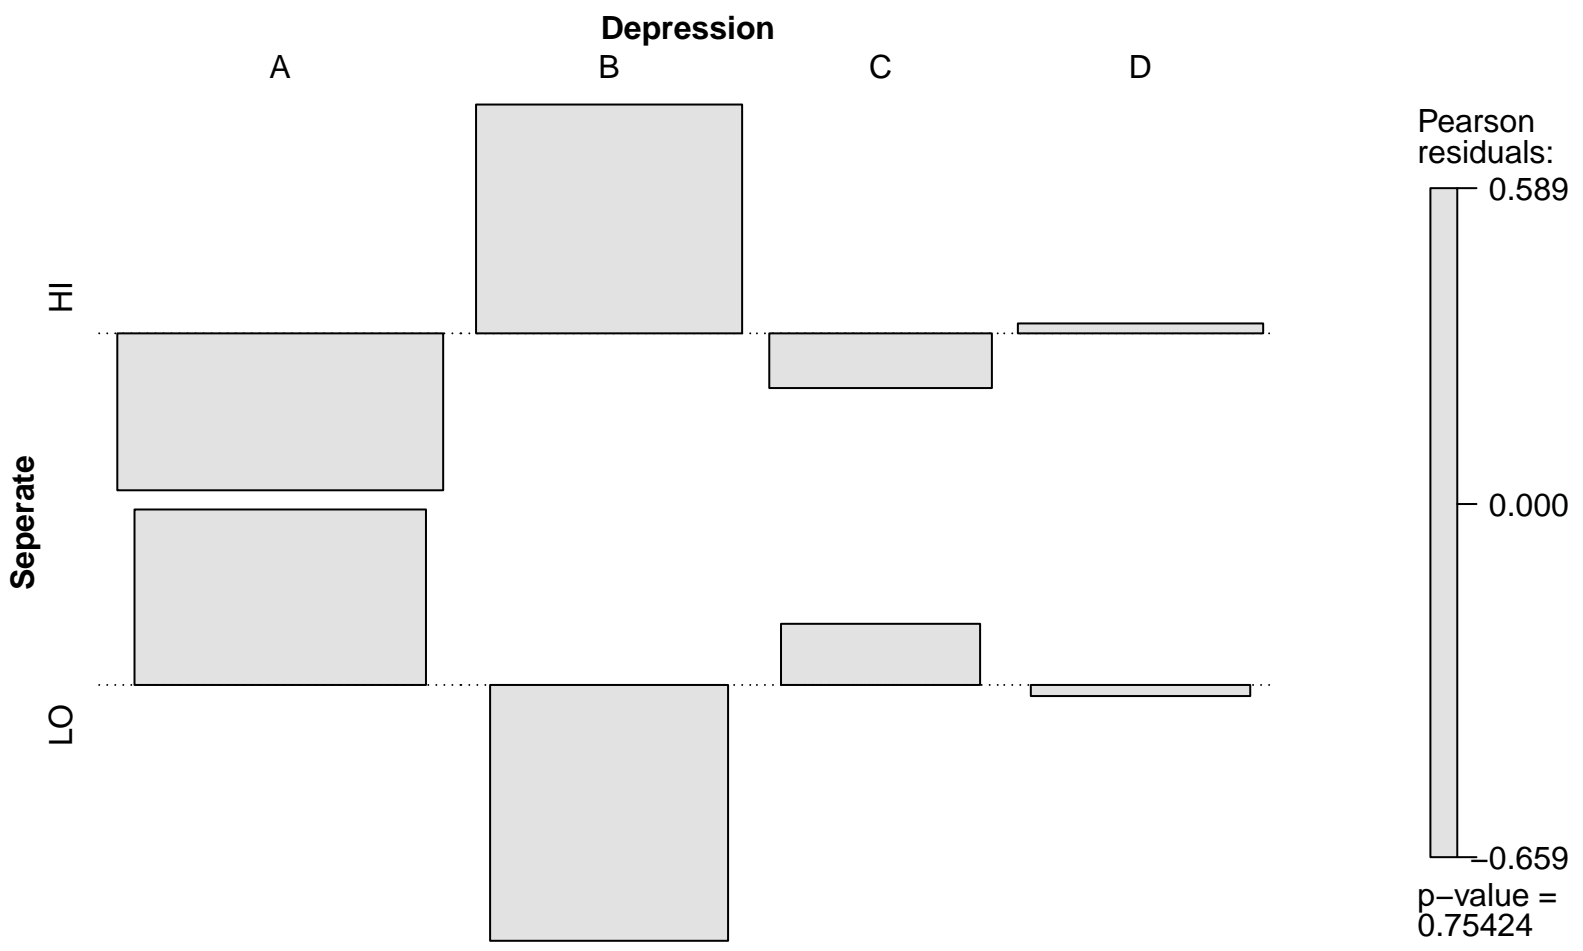 Depression
A B C D
HI
LO
Seperate
Pearson
residuals:
0.589
0.000
−0.659
p−value =
0.75424